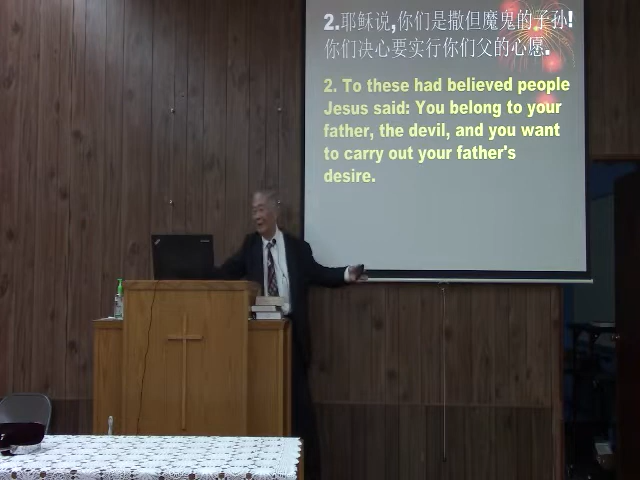 2.耶稣说,你们是撒但魔鬼的子孙!
你们决心要实行你们父的心愿.
2. To these had believed people
Jesus said: You belong to your
father, the devil, and you want
to carry out your father's
desire.